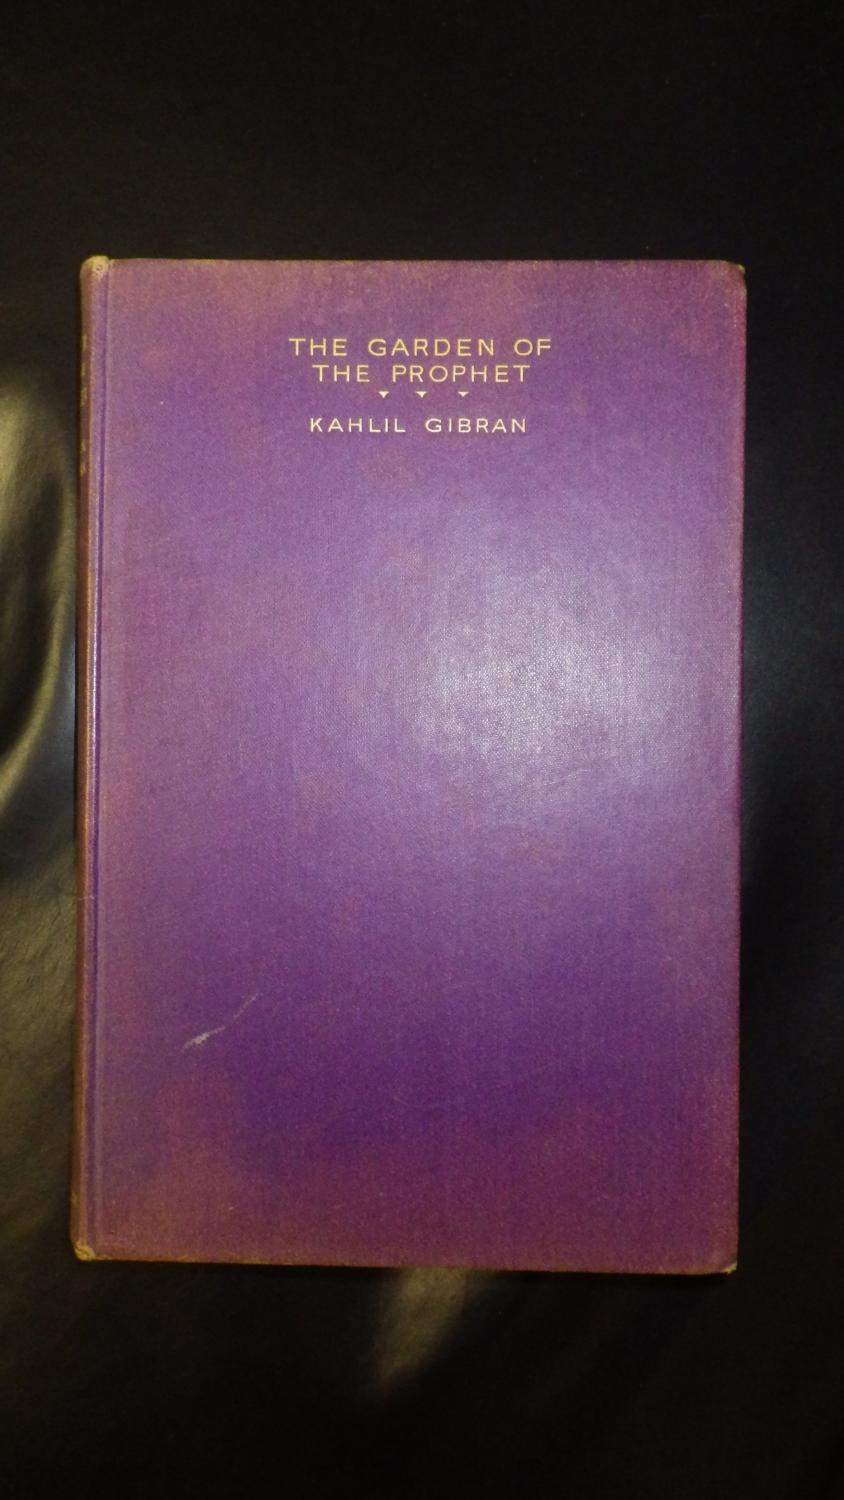 THE GARDEN OF
THE PROPHET
KAHLIL GIBRAN